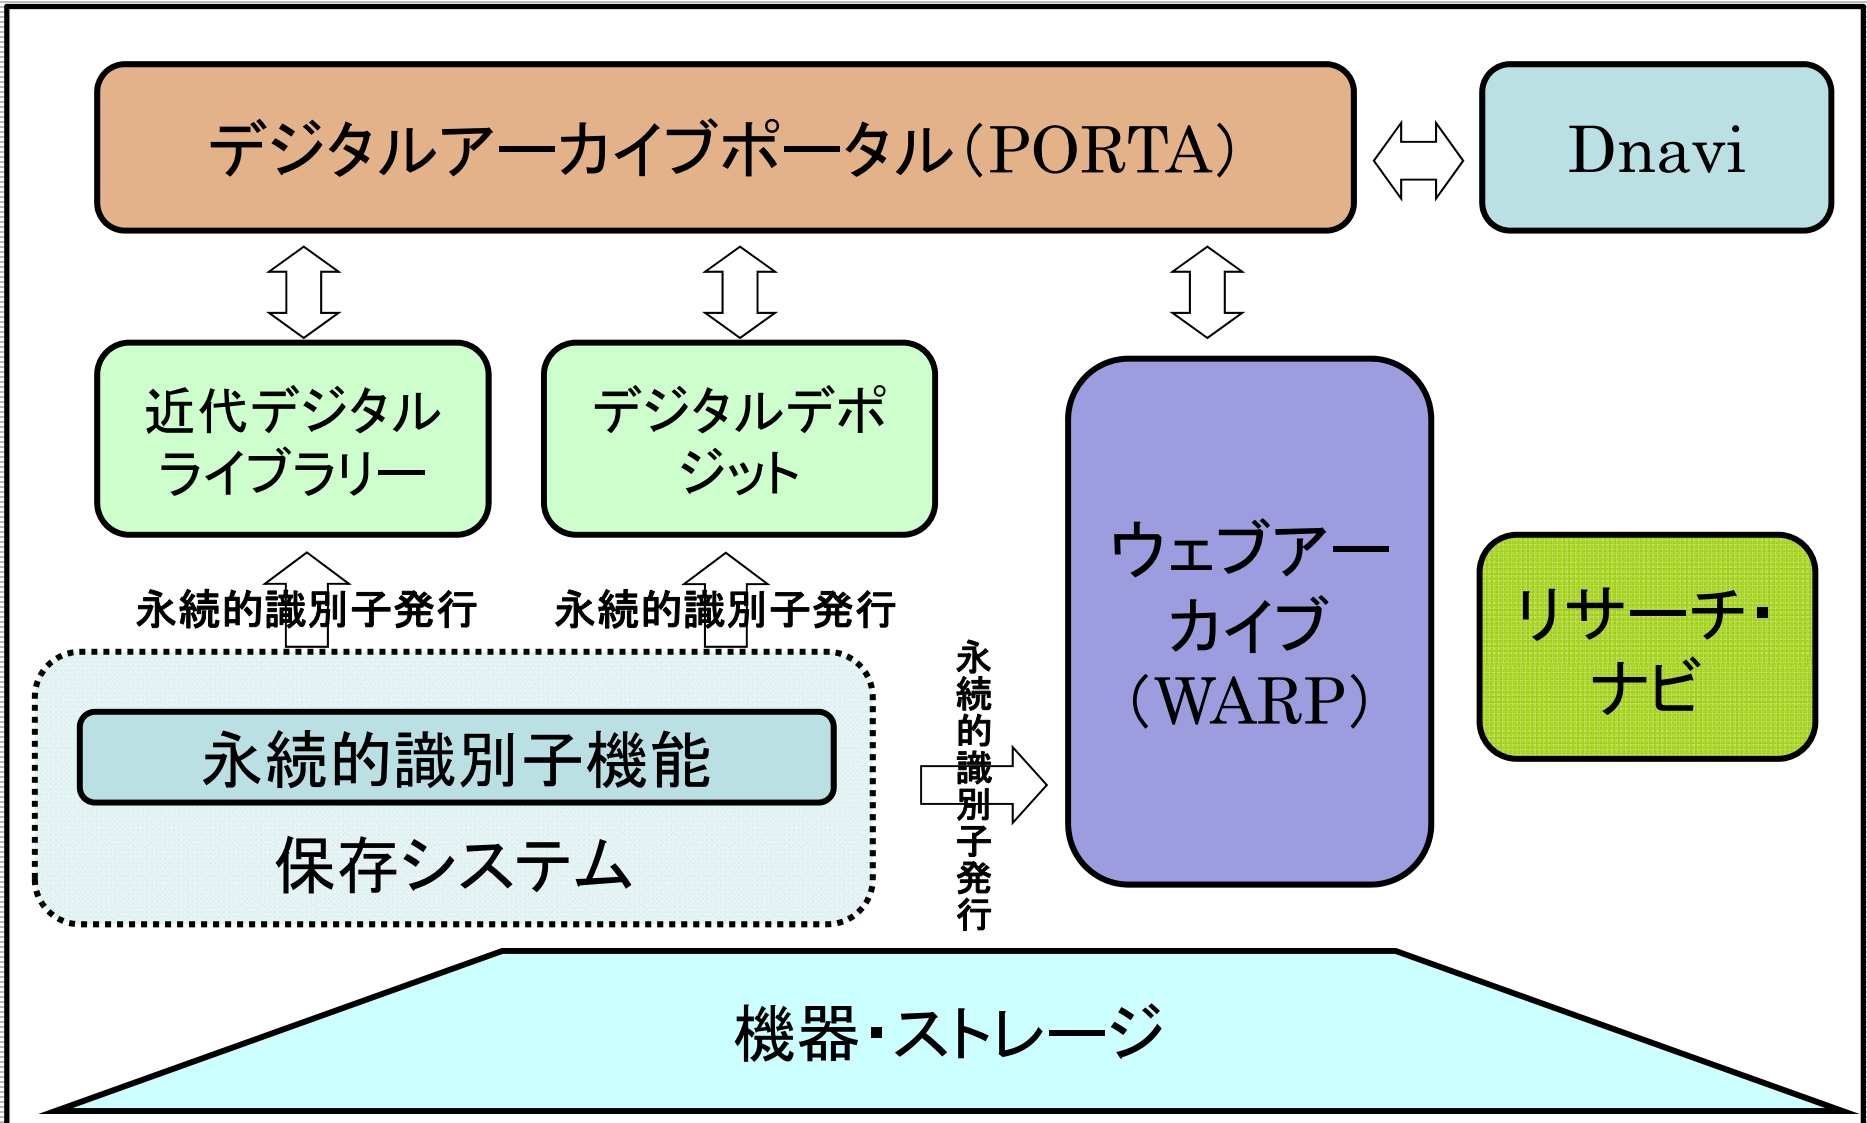 デジタルアーカイブポータル（PORTA）
Dnavi
近代デジタル
ライブラリー
デジタルデポ
ジット
ウェブアー
カイブ
（WARP）
リサーチ・
ナビ
永続的識別子発行
永続的識別子発行
永続的識別子発行
永続的識別子機能
保存システム
機器・ストレージ